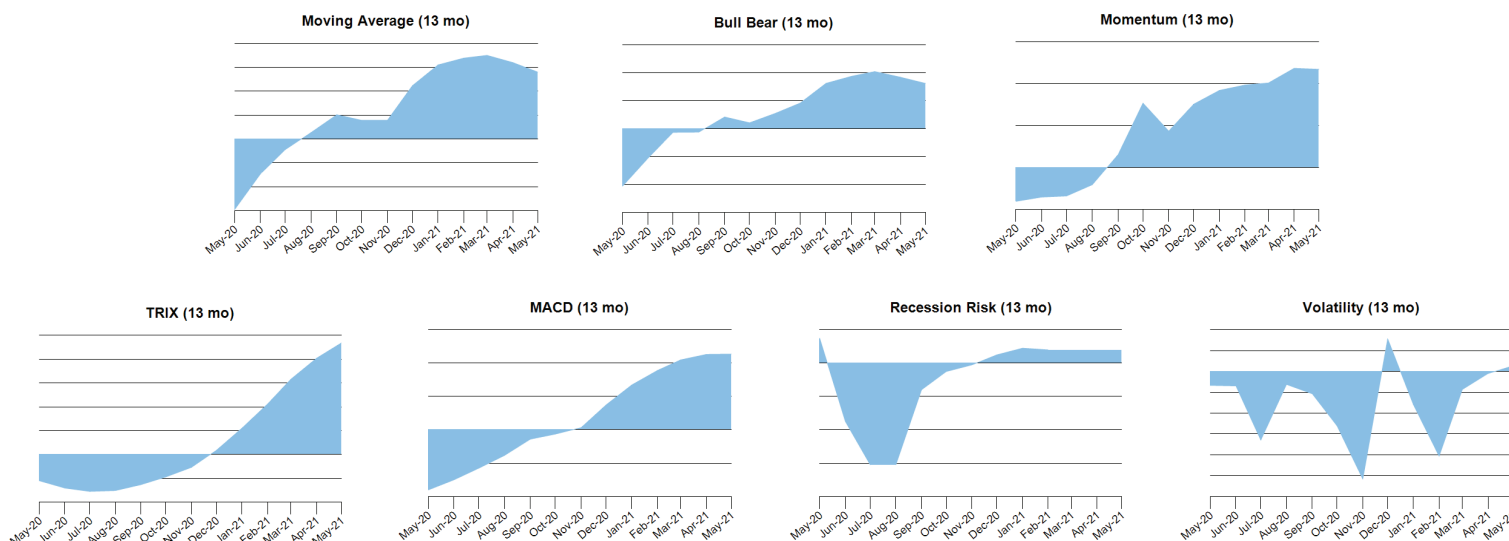 Moving Average (13 mo)
Bull Bear (13 mo)
Momentum (13 mo)
May-20 Jun-20 Jul-20 Aug-20 Sep-20 Oct-20 Nov-20 Dec-20 Jan-21 Feb-21 Mar-21 Apr-21 May-21
May-20 Jun-20 Jul-20 Aug-20 Sep-20 Oct-20 Nov-20 Dec-20 Jan-21 Feb-21 Mar-21 Apr-21 May-21
May-20 Jun-20 Jul-20 Aug-20 Sep-20 Oct-20 Nov-20 Dec-20 Jan-21 Feb-21 Mar-21 Apr-21 May-21
TRIX (13 mo)
MACD (13 mo)
Recession Risk (13 mo)
Volatility (13 mo)
May-20 Jun-20 Jul-20 Aug-20 Sep-20 Oct-20 Nov-20 Dec-20 Jan-21 Feb-21 Mar-21 Apr-21 May-21
May-20 Jun-20 Jul-20 Aug-20 Sep-20 Oct-20 Nov-20 Dec-20 Jan-21 Feb-21 Mar-21 Apr-21 May-21
May-20 Jun-20 Jul-20 Aug-20 Sep-20 Oct-20 Nov-20 Dec-20 Jan-21 Feb-21 Mar-21 Apr-21 May-21
May-20 Jun-20 Jul-20 Aug-20 Sep-20 Oct-20 Nov-20 Dec-20 Jan-21 Feb-21 Mar-21 Apr-21 May-21